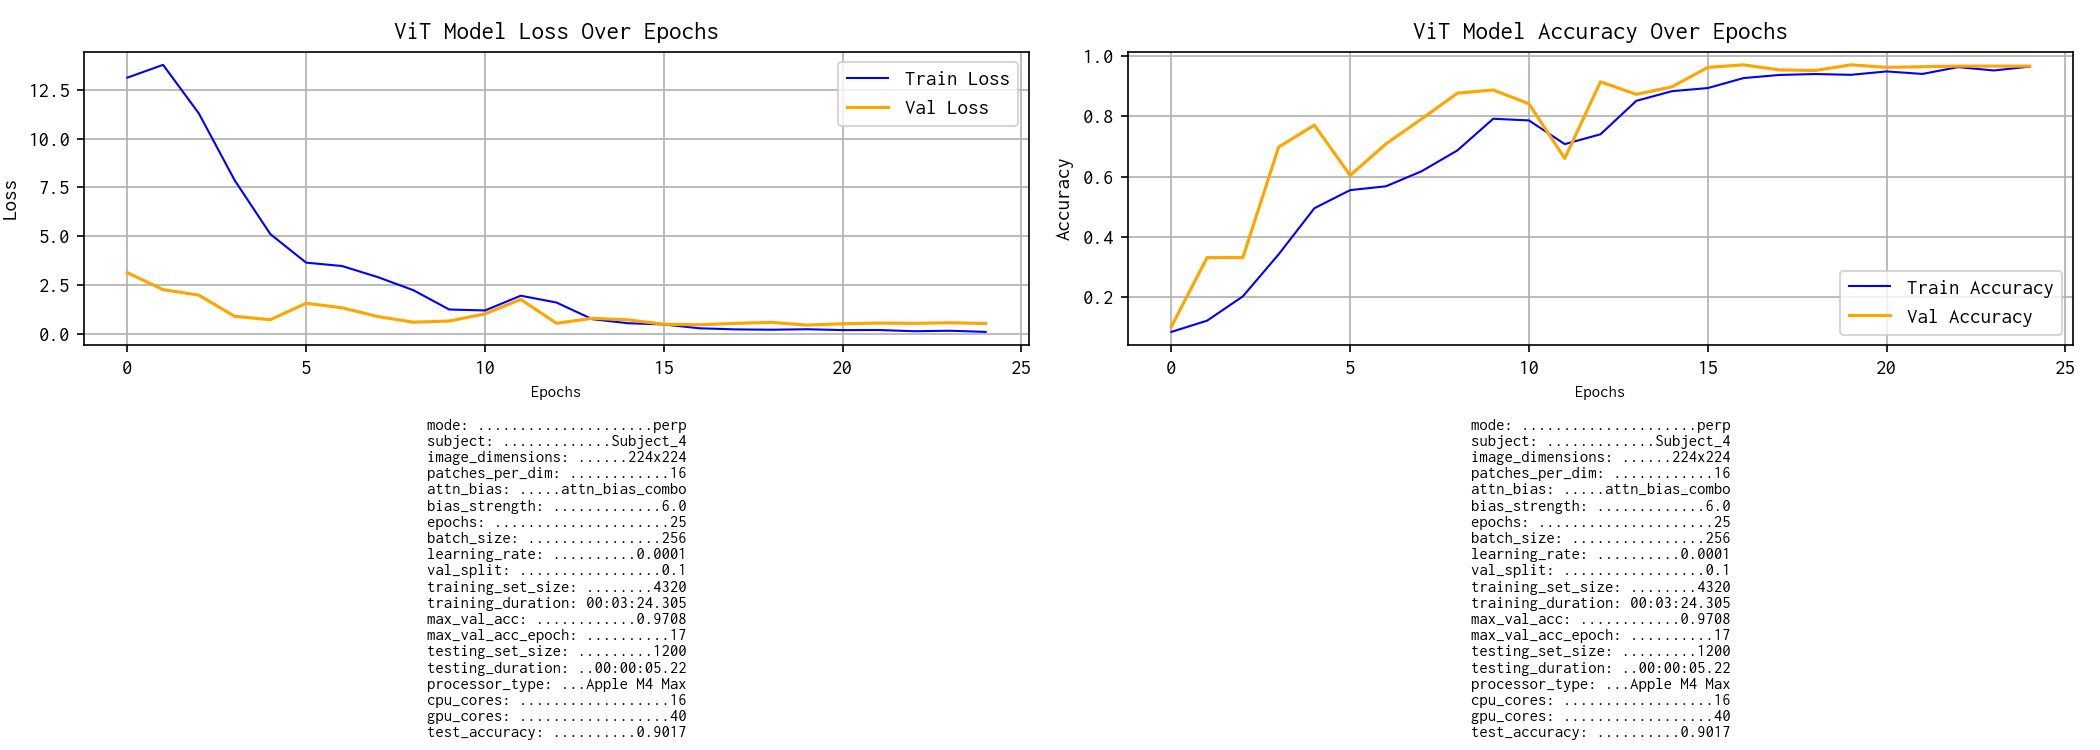 ViT Model Loss Over Epochs
Loss
12.5
10.0
7.5
5.0
2.5
0.0
Train Loss
Val Loss
0 5 10 15 20 25
Epochs
mode: .....................perp
subject: .............Subject_4
image_dimensions: ......224x224
patches_per_dim: ............16
attn_bias: .....attn_bias_combo
bias_strength: .............6.0
epochs: ......................25
batch_size: ................256
learning_rate: ..........0.0001
val_split: .................0.1
training_set_size: ........4320
training_duration: 00:03:24.305
max_val_acc: ............0.9708
max_val_acc_epoch: ..........17
testing_set_size: .........1200
testing_duration: ..00:00:05.22
processor_type: ...Apple M4 Max
cpu_cores: ..................16
gpu_cores: ..................40
test_accuracy: ..........0.9017
ViT Model Accuracy Over Epochs
Accuracy
1.0
0.8
0.6
0.4
0.2
Train Accuracy
Val Accuracy
0 5 10 15 20 25
Epochs
mode: .....................perp
subject: .............Subject_4
image_dimensions: ......224x224
patches_per_dim: ............16
attn_bias: .....attn_bias_combo
bias_strength: .............6.0
epochs: ......................25
batch_size: ................256
learning_rate: ..........0.0001
val_split: .................0.1
training_set_size: ........4320
training_duration: 00:03:24.305
max_val_acc: ............0.9708
max_val_acc_epoch: ..........17
testing_set_size: .........1200
testing_duration: ..00:00:05.22
processor_type: ...Apple M4 Max
cpu_cores: ..................16
gpu_cores: ..................40
test_accuracy: ..........0.9017